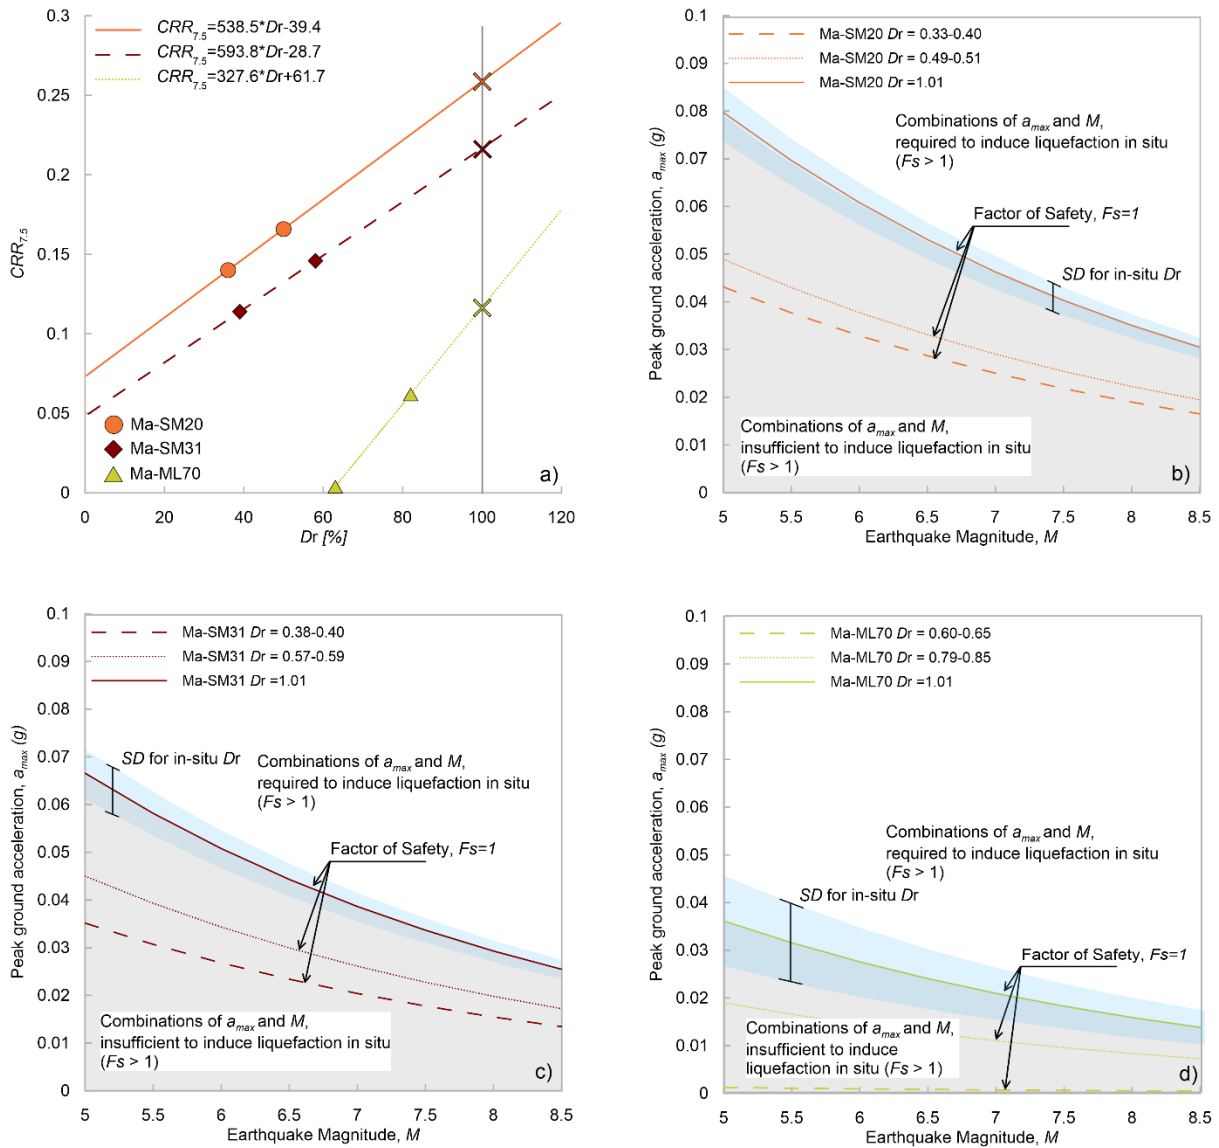 CRR7.5=538.5*Dr-39.4
CRR7.5=593.8*Dr-28.7
CRR7.5=327.6*Dr+61.7
0.3
0.25
0.2
0.15
0.1
0.05
0
CRR7.5
Ma-SM20
Ma-SM31
Ma-ML70
a)
0 20 40 60 80 100 120
Dr [%]
Ma-SM20 Dr = 0.33-0.40
Ma-SM20 Dr = 0.49-0.51
Ma-SM20 Dr =1.01
0.1
0.09
0.08
0.07
0.06
0.05
0.04
0.03
0.02
0.01
0
Peak ground acceleration, amax (g)
Combinations of amax and M,
required to induce liquefaction in situ
(Fs > 1)
Factor of Safety, Fs=1
SD for in-situ Dr
Combinations of amax and M,
insufficient to induce liquefaction in situ
(Fs > 1)
b)
5 5.5 6 6.5 7 7.5 8 8.5
Earthquake Magnitude, M
Ma-SM31 Dr = 0.38-0.40
Ma-SM31 Dr = 0.57-0.59
Ma-SM31 Dr =1.01
0.1
0.09
0.08
0.07
0.06
0.05
0.04
0.03
0.02
0.01
0
Peak ground acceleration, amax (g)
SD for in-situ Dr
Combinations of amax and M,
required to induce liquefaction in situ
(Fs > 1)
Factor of Safety, Fs=1
Combinations of amax and M,
insufficient to induce liquefaction in situ
(Fs > 1)
c)
5 5.5 6 6.5 7 7.5 8 8.5
Earthquake Magnitude, M
Ma-ML70 Dr = 0.60-0.65
Ma-ML70 Dr = 0.79-0.85
Ma-ML70 Dr =1.01
0.1
0.09
0.08
0.07
0.06
0.05
0.04
0.03
0.02
0.01
0
Peak ground acceleration, amax (g)
Combinations of amax and M,
required to induce liquefaction in situ
(Fs > 1)
SD for in-situ Dr
Factor of Safety, Fs=1
Combinations of amax and M,
insufficient to induce
liquefaction in situ (Fs > 1)
d)
5 5.5 6 6.5 7 7.5 8 8.5
Earthquake Magnitude, M